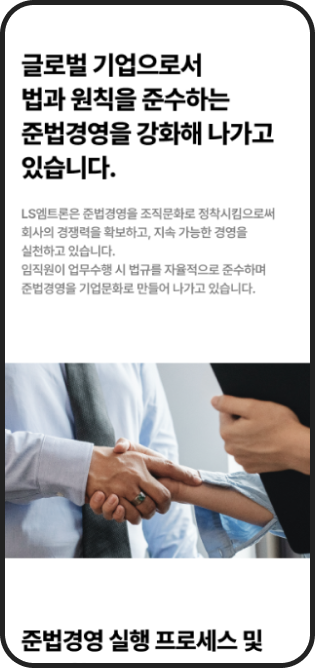 글로벌 기업으로서
법과 원칙을 준수하는
준법경영을 강화해 나가고
있습니다.
LS엠트론은 준법경영을 조직문화로 정착시킴으로써
회사의 경쟁력을 확보하고, 지속 가능한 경영을
실천하고 있습니다.
임직원이 업무수행 시 법규를 자율적으로 준수하며
준법경영을 기업문화로 만들어 나가고 있습니다.
준법경영 실행 프로세스 및